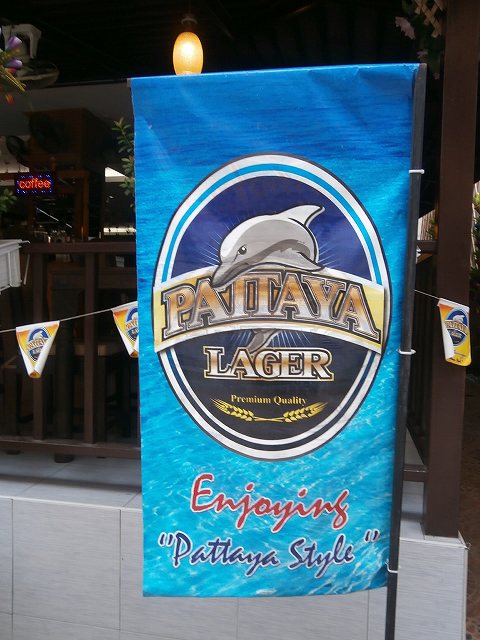 coffee
PATTAYA
LAGER
Premium Quality
Enjoying
"Pattaya Style"